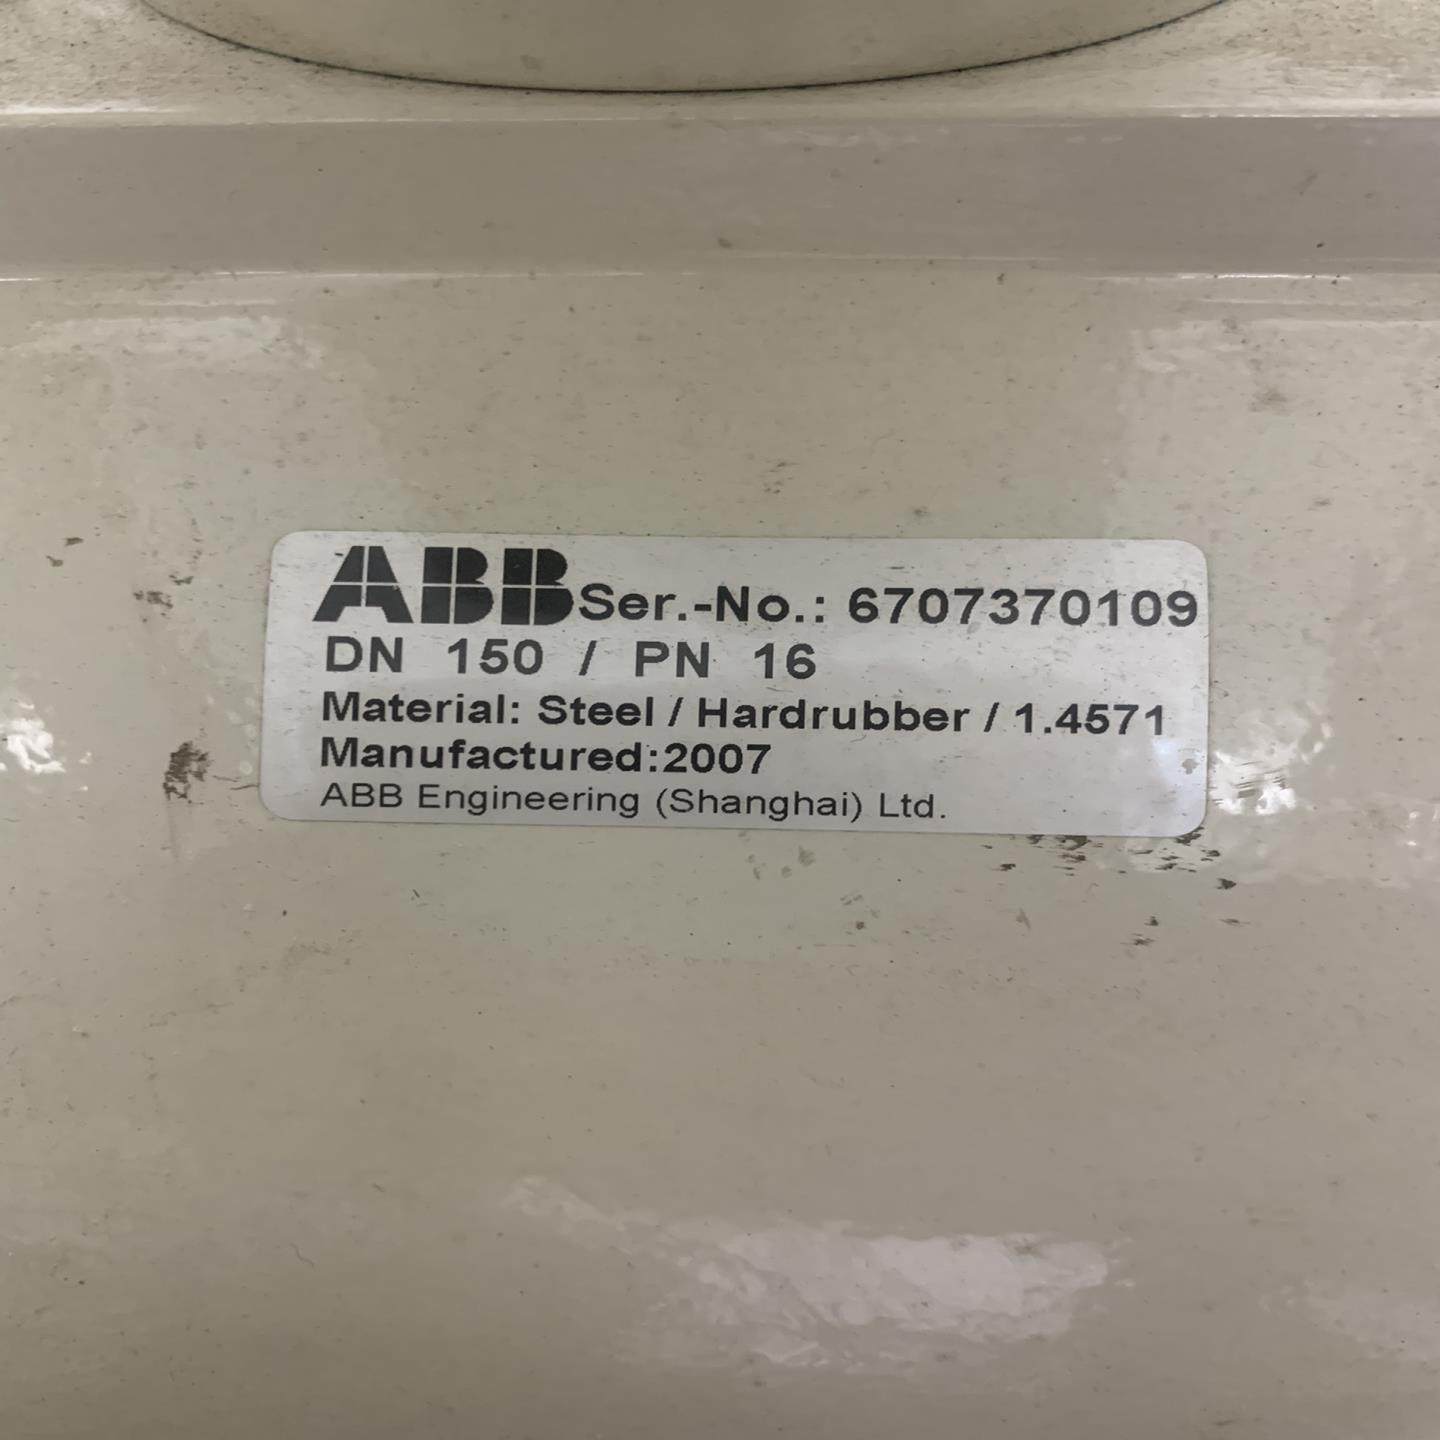 ABB Ser.-No.: 6707370109
DN 150 / PN 16
Material: Steel / Hardrubber / 1.4571
Manufactured:2007
ABB Engineering (Shanghai) Ltd.